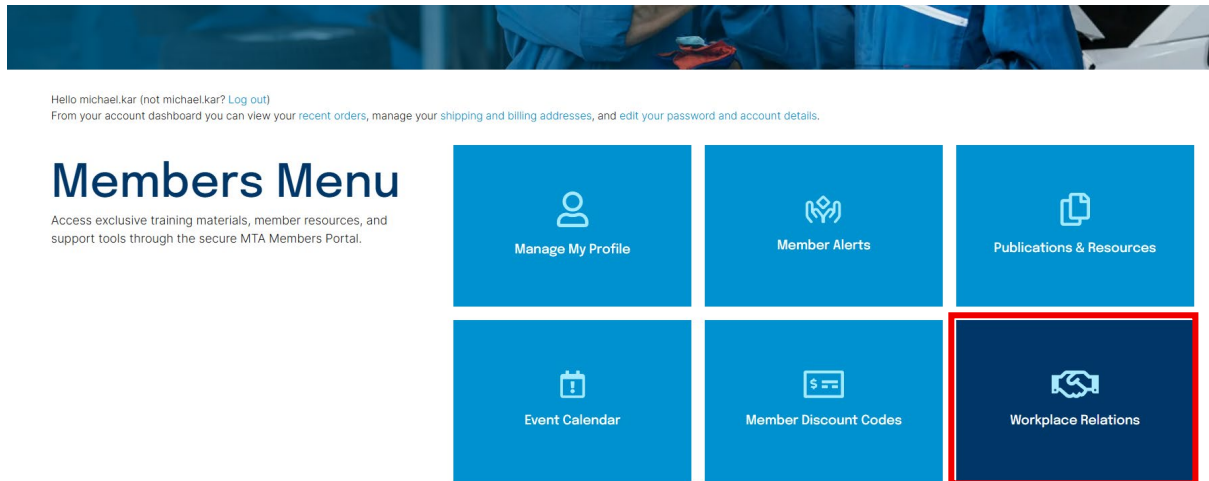 Hello michael.kar (not michael.kar? Log out)
From your account dashboard you can view your recent orders, manage your shipping and billing addresses, and edit your password and account details.
Members Menu
Access exclusive training materials, member resources, and
support tools through the secure MTA Members Portal.
Manage My Profile
Member Alerts
Publications & Resources
Event Calendar
Member Discount Codes
Workplace Relations